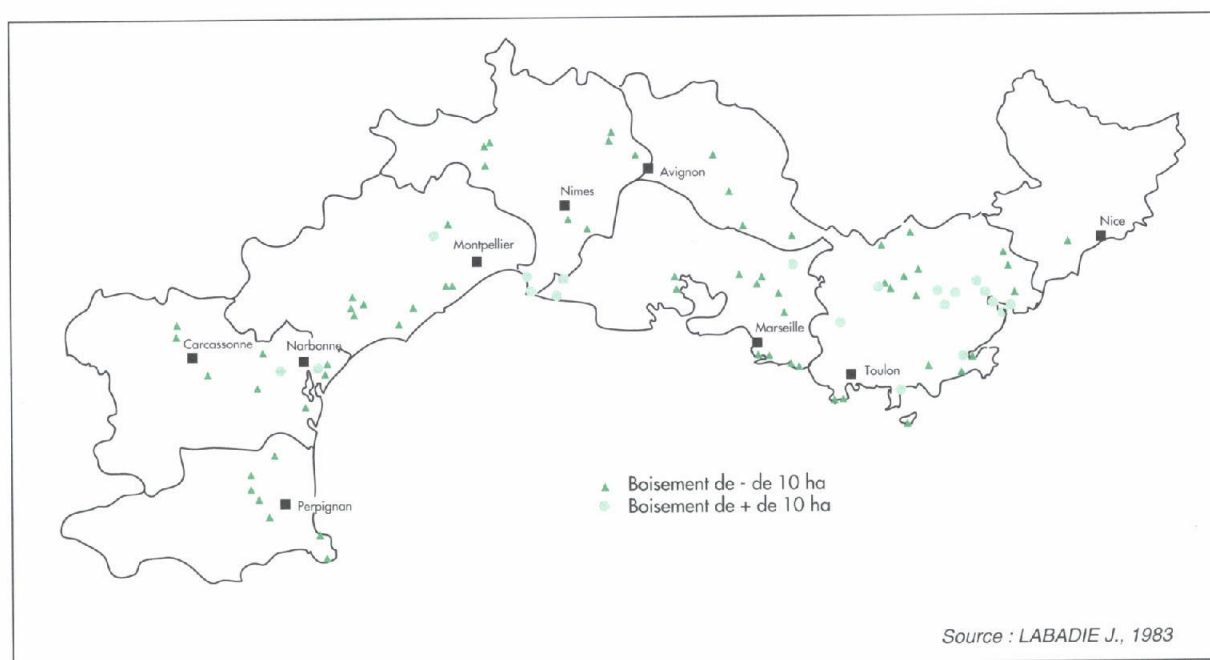 Avignon
Nimes
Nice
Montpellier
Marseille
Carcassonne
Narbonne
Toulon
Boisement de - de 10 ha
Boisement de + de 10 ha
Perpignan
Source : LABADIE J., 1983